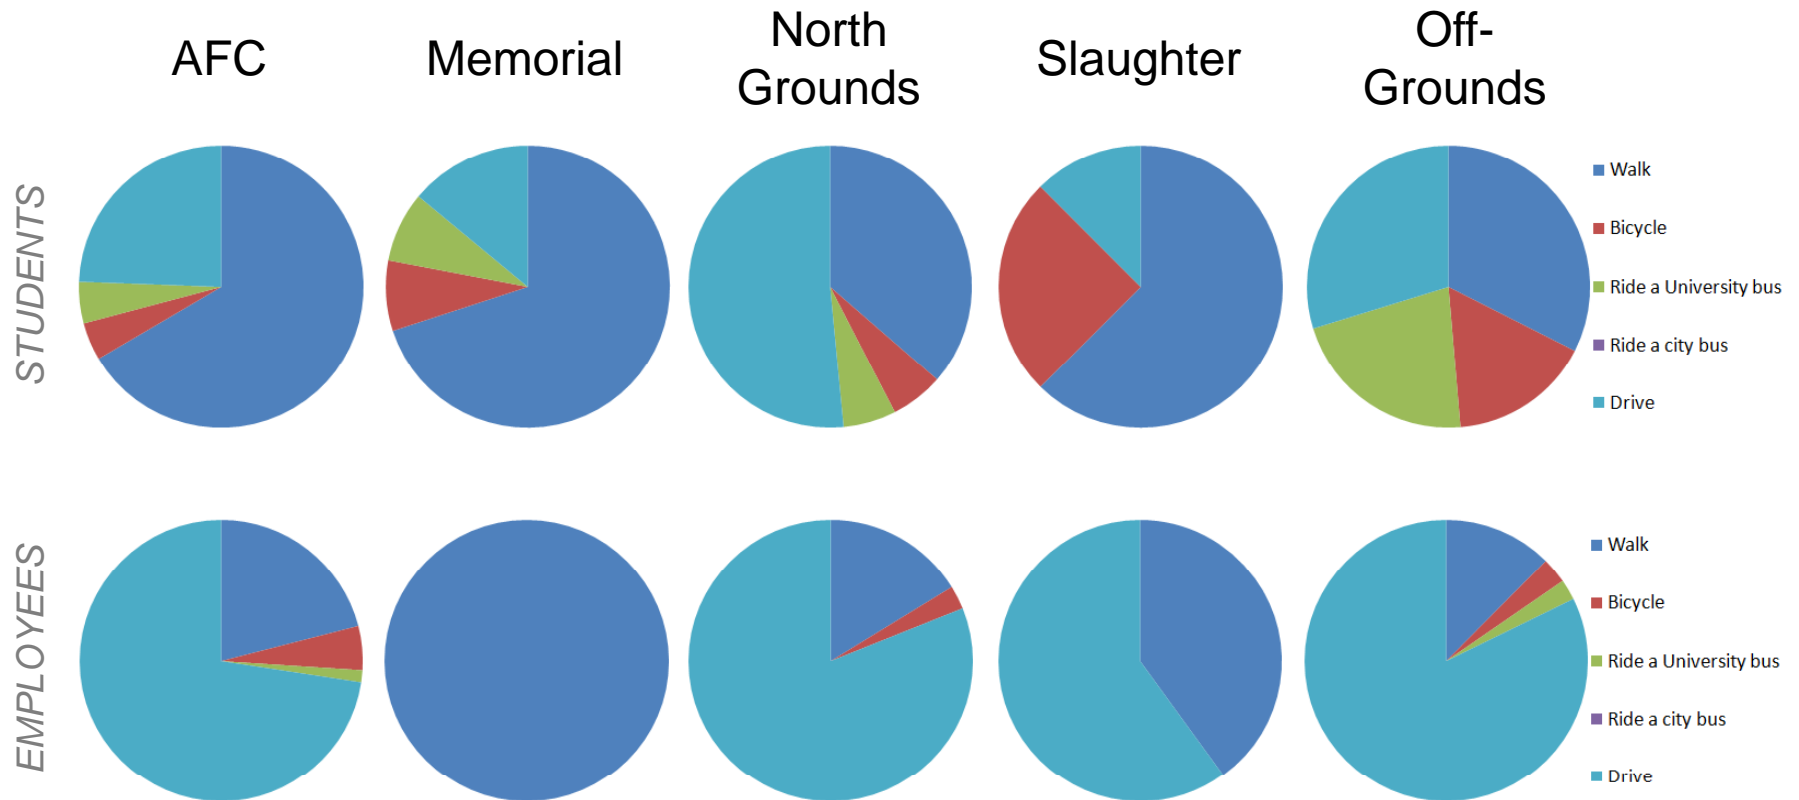 AFC
Memorial
North
Grounds
Slaughter
Off-
Grounds
STUDENTS
Walk
Bicycle
Ride a University bus
Ride a city bus
Drive
EMPLOYEES
Walk
Bicycle
Ride a University bus
Ride a city bus
Drive